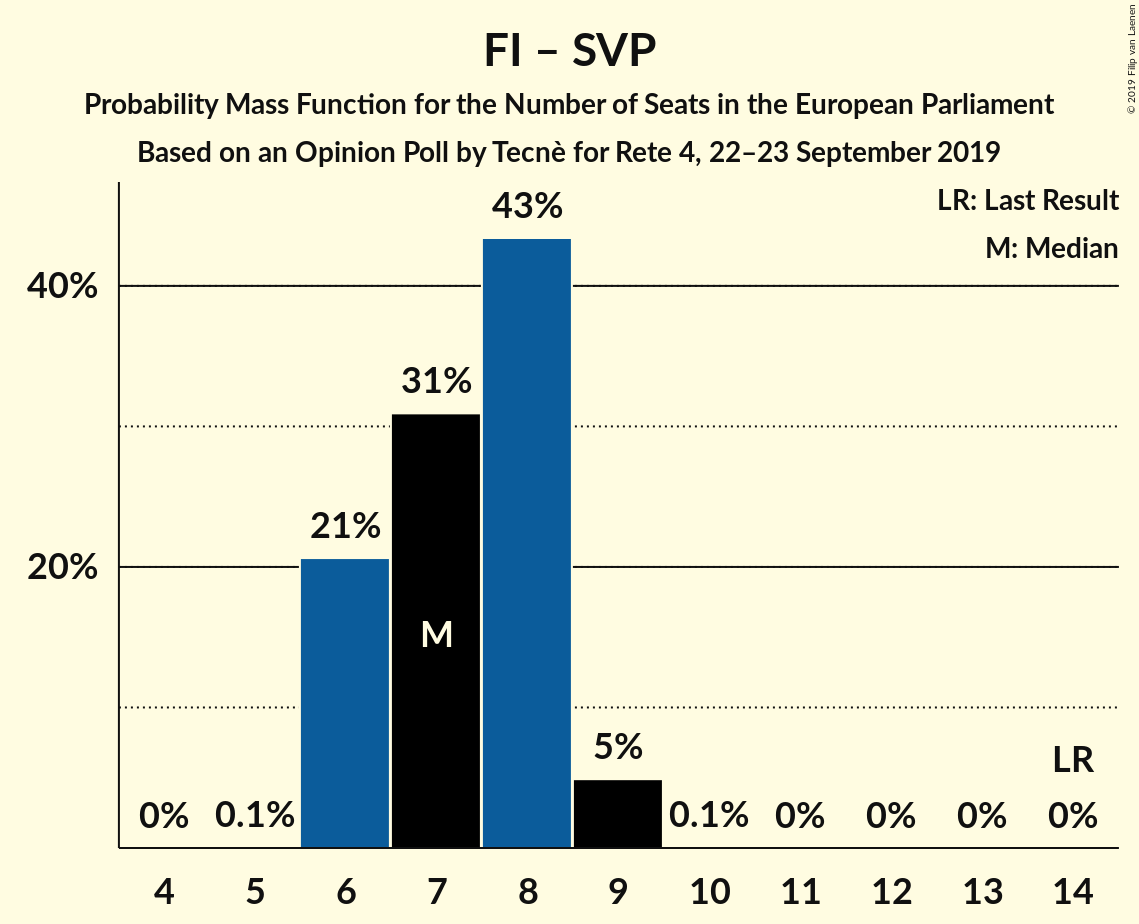 FI – SVP
Probability Mass Function for the Number of Seats in the European Parliament
Based on an Opinion Poll by Tecnè for Rete 4, 22–23 September 2019
© 2019 Filip van Laenen
LR: Last Result
M: Median
43%
40%
31%
21%
20%
M
5%
LR
0% 0.1% 0.1% 0% 0% 0% 0%
4 5 6 7 8 9 10 11 12 13 14